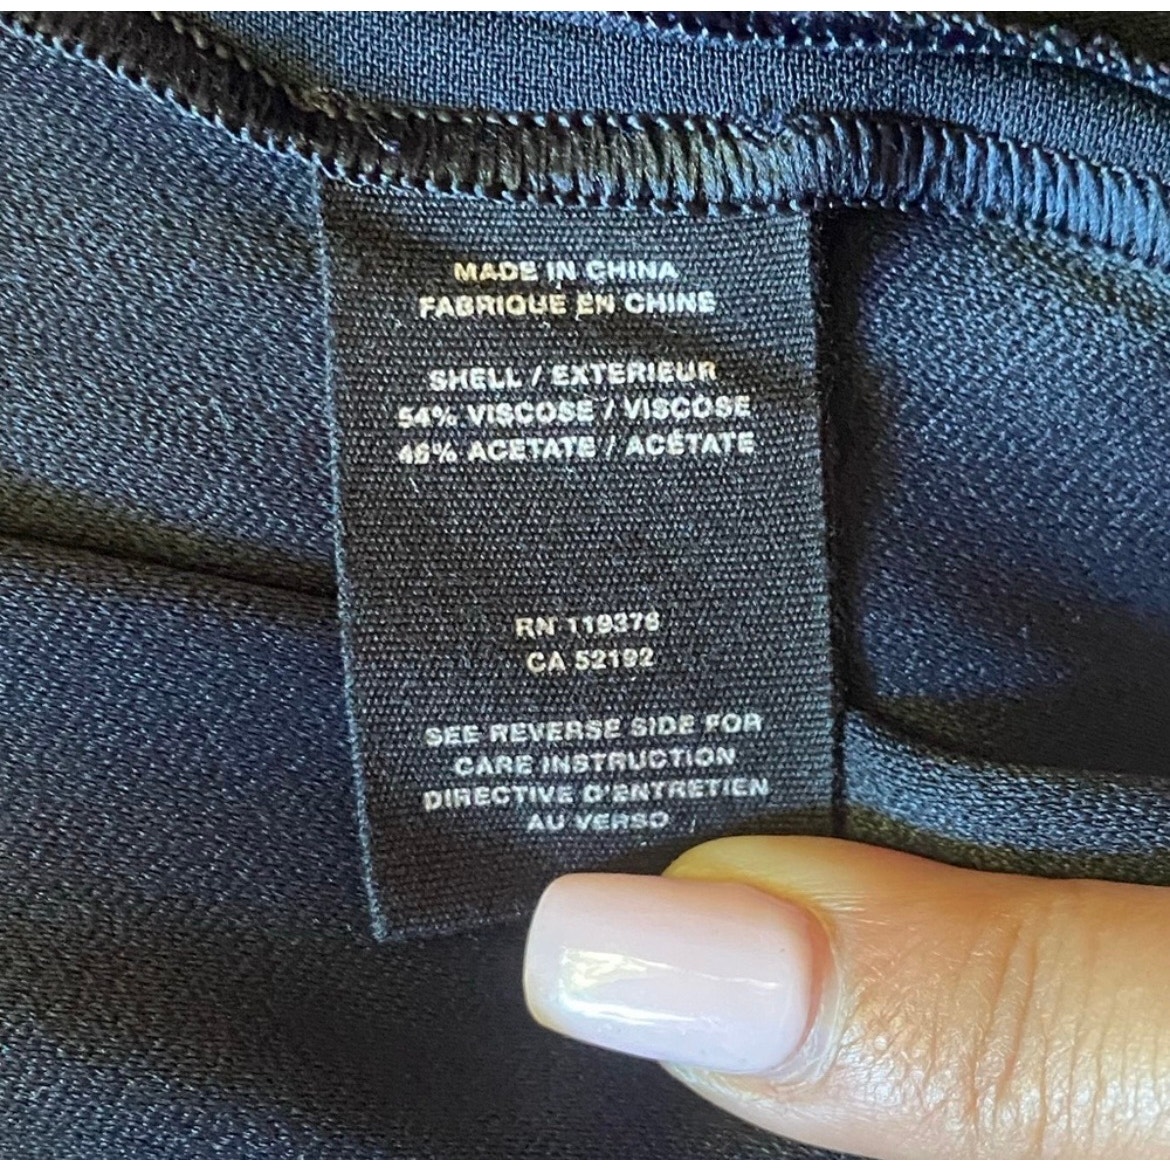 MADE IN CHINA
FABRIQUE EN CHINE
SHELL / EXTERIEUR
54% VISCOSE / VISCOSE
46% ACETATE / ACÉTATE
RN 119376
CA 52192
SEE REVERSE SIDE FOR
CARE INSTRUCTION
DIRECTIVE D'ENTRETIEN
AU VERSO